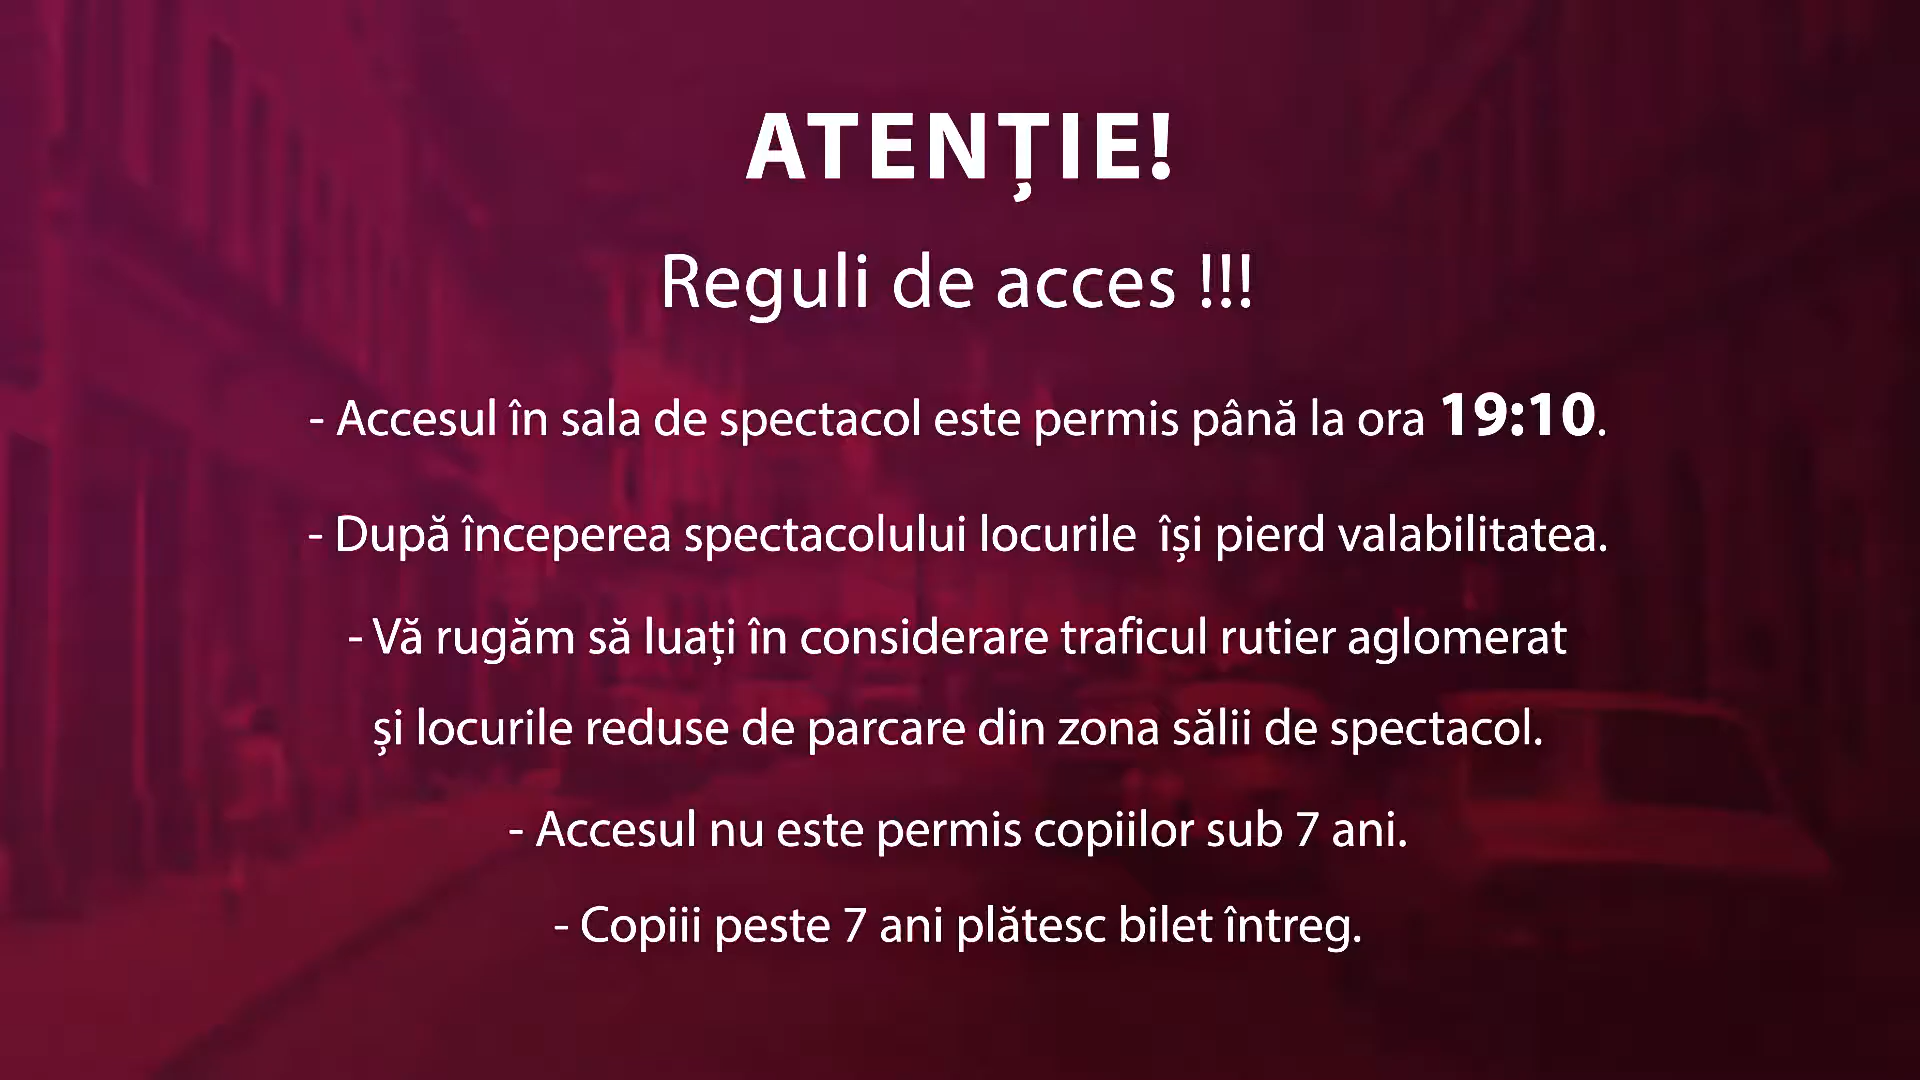 ATENȚIE!
Reguli de acces !!!
- Accesul în sala de spectacol este permis până la ora 19:10.
- După începerea spectacolului locurile  își pierd valabilitatea.
- Vă rugăm să luați în considerare traficul rutier aglomerat
și locurile reduse de parcare din zona sălii de spectacol.
- Accesul nu este permis copiilor sub 7 ani.
- Copiii peste 7 ani plătesc bilet întreg.